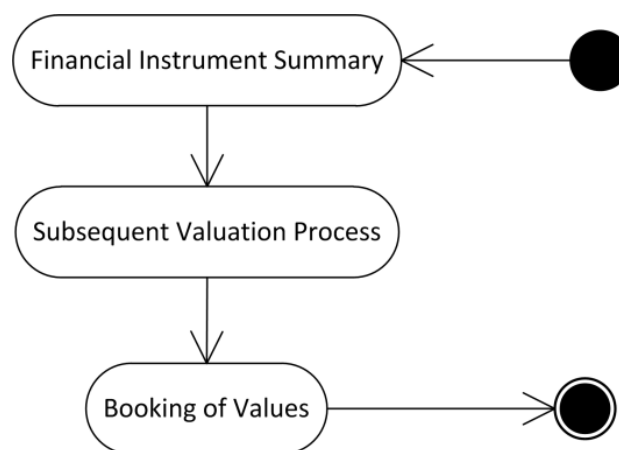 Financial Instrument Summary
Subsequent Valuation Process
Booking of Values